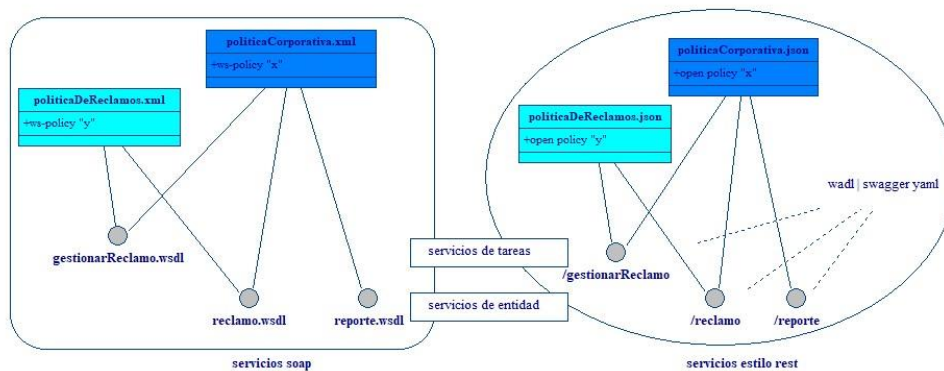 politicaCorporativa.xml
+ws-policy "x"
politicaDeReclamos.xml
+ws-policy "y"
gestionarReclamo.wsdl
reclamo.wsdl
reporte.wsdl
servicios soap
servicios de tareas
servicios de entidad
politicaCorporativa.json
+open policy "x"
politicaDeReclamos.json
+open policy "y"
wadl | swagger yaml
/gestionarReclamo
/reclamo
/reporte
servicios estilo rest